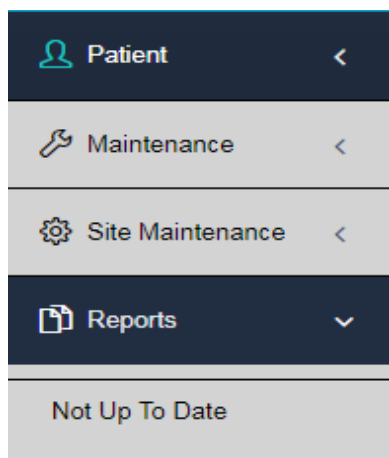 Patient
Maintenance
Site Maintenance
Reports
Not Up To Date